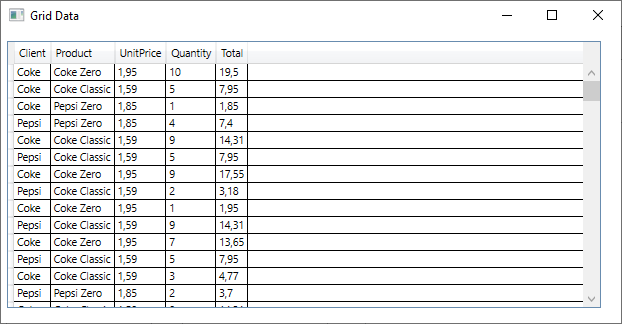 Grid Data
Client Product UnitPrice Quantity Total
Coke Coke Zero 1,95 10 19,5
Coke Coke Classic 1,59 5 7,95
Coke Pepsi Zero 1,85 1 1,85
Pepsi Pepsi Zero 1,85 4 7,4
Coke Coke Classic 1,59 9 14,31
Pepsi Coke Classic 1,59 5 7,95
Coke Coke Zero 1,95 9 17,55
Pepsi Coke Classic 1,59 2 3,18
Coke Coke Zero 1,95 1 1,95
Pepsi Coke Classic 1,59 9 14,31
Coke Coke Zero 1,95 7 13,65
Pepsi Coke Classic 1,59 5 7,95
Coke Coke Classic 1,59 3 4,77
Pepsi Pepsi Zero 1,85 2 3,7